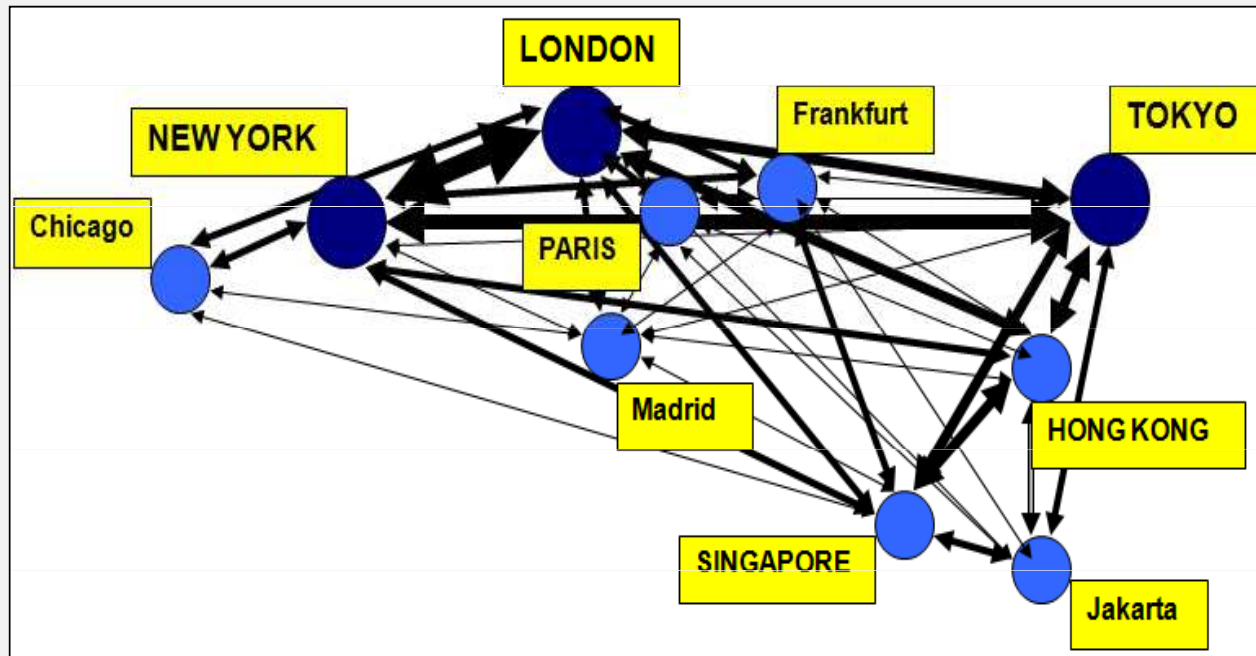 LONDON
Frankfurt
TOKYO
NEW YORK
Chicago
PARIS
Madrid
HONG KONG
SINGAPORE
Jakarta